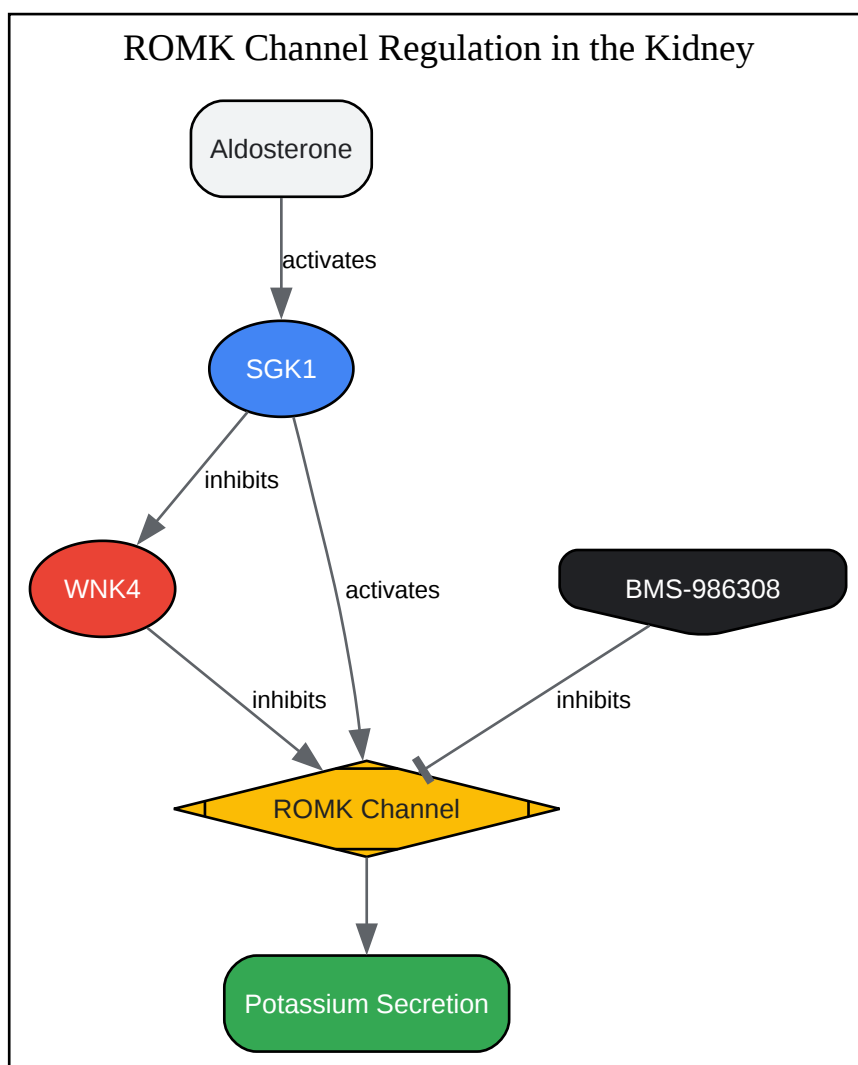 ROMK Channel Regulation in the Kidney
Aldosterone
activates
SGK1
inhibits
WNK4
activates
BMS-986308
inhibits
inhibits
ROMK Channel
Potassium Secretion